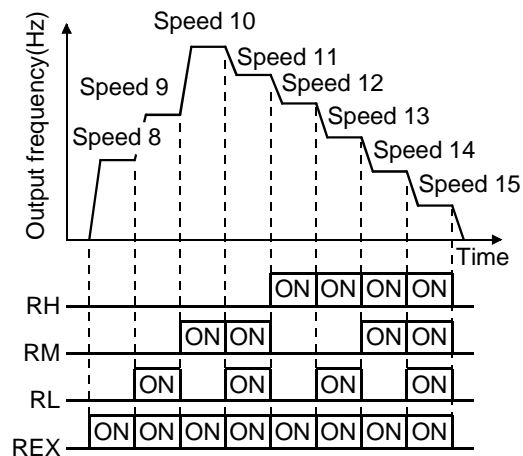 Output frequency(Hz)
Speed 10
Speed 11
Speed 9
Speed 12
Speed 13
Speed 8
Speed 14
Speed 15
Time
RH ON ON ON ON
RM ON ON ON ON
RL ON ON ON ON
REX ON ON ON ON ON ON ON ON